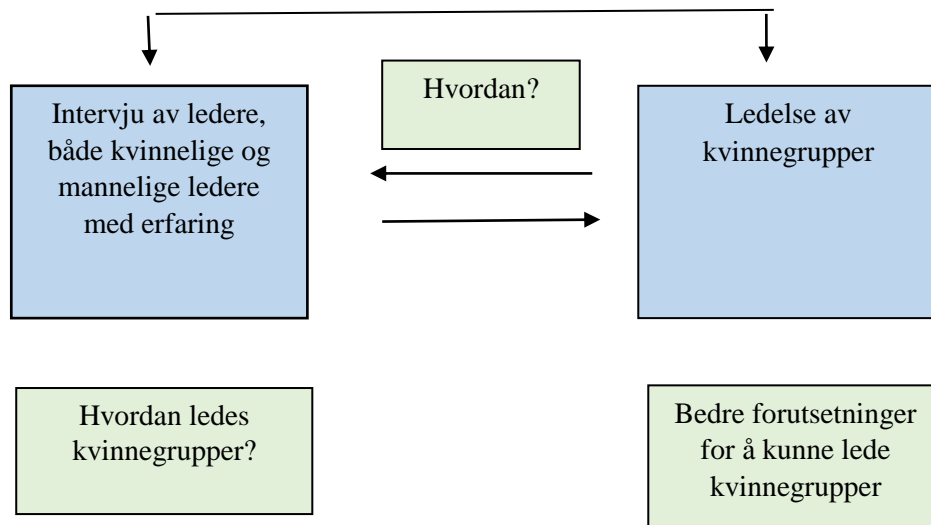 Hvordan?
Intervju av ledere,
både kvinnelige og
mannelige ledere
med erfaring
Ledelse av
kvinnegrupper
Hvordan ledes
kvinnegrupper?
Bedre forutsetninger
for å kunne lede
kvinnegrupper